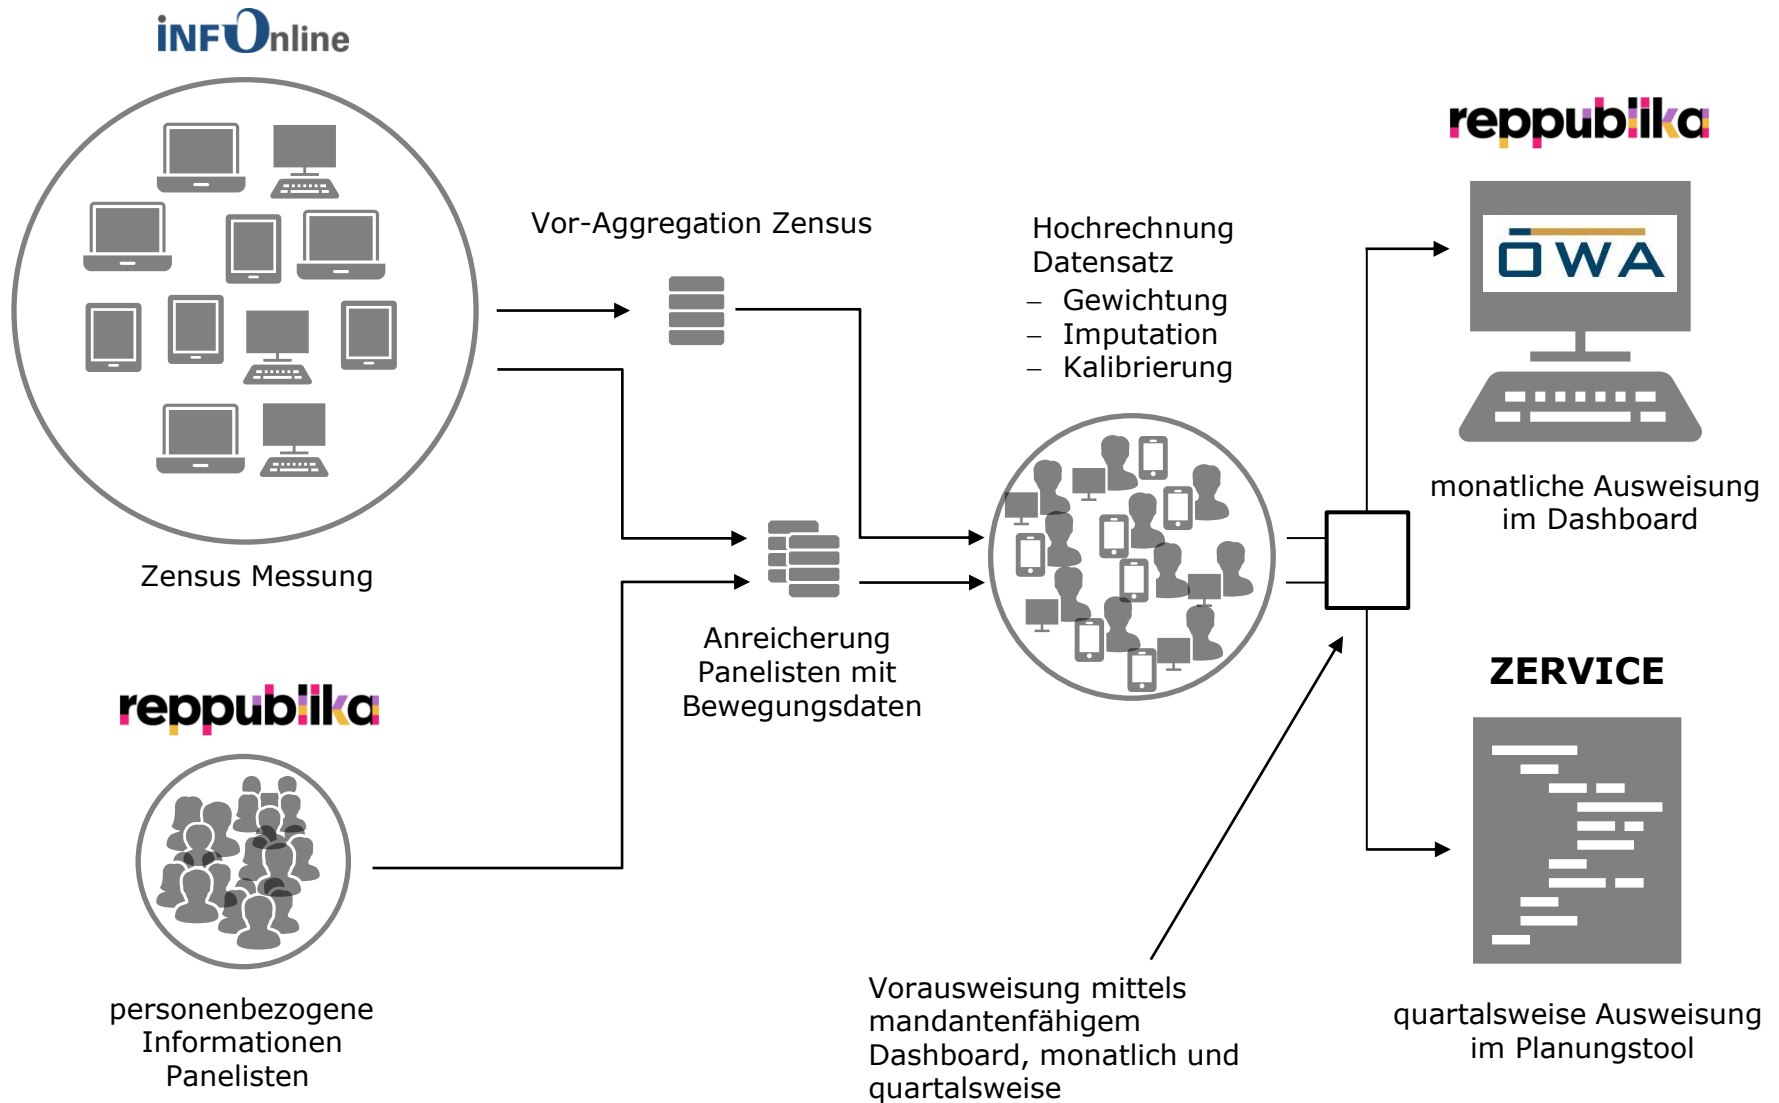 INFOnline
Zensus Messung
reppublika
personenbezogene
Informationen
Panelisten
Vor-Aggregation Zensus
Anreicherung
Panelisten mit
Bewegungsdaten
Hochrechnung
Datensatz
– Gewichtung
– Imputation
– Kalibrierung
Vorausweisung mittels
mandantenfähigem
Dashboard, monatlich und
quartalsweise
reppublika
ÖWA
monatliche Ausweisung
im Dashboard
ZERVICE
quartalsweise Ausweisung
im Planungstool